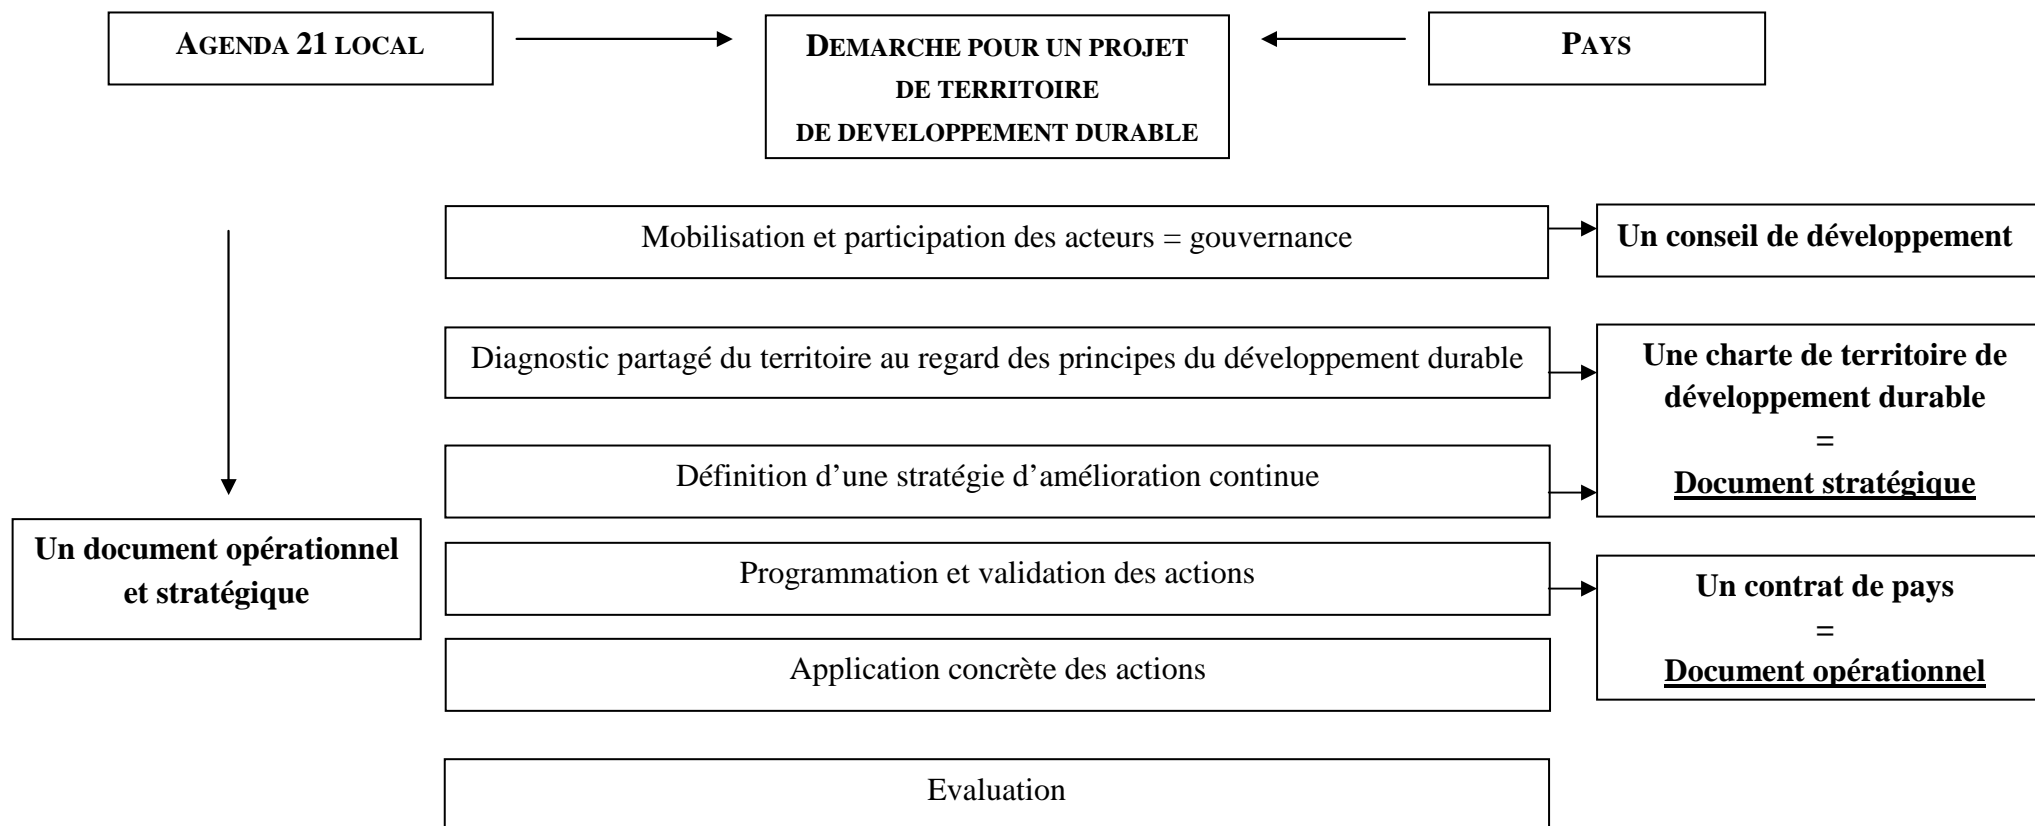 AGENDA 21 LOCAL
DEMARCHE POUR UN PROJET
DE TERRITOIRE
DE DEVELOPPEMENT DURABLE
PAYS
Mobilisation et participation des acteurs = gouvernance
Un conseil de développement
Diagnostic partagé du territoire au regard des principes du développement durable
Une charte de territoire de
développement durable
=
Document stratégique
Définition d’une stratégie d’amélioration continue
Un document opérationnel
et stratégique
Programmation et validation des actions
Un contrat de pays
=
Document opérationnel
Application concrète des actions
Evaluation